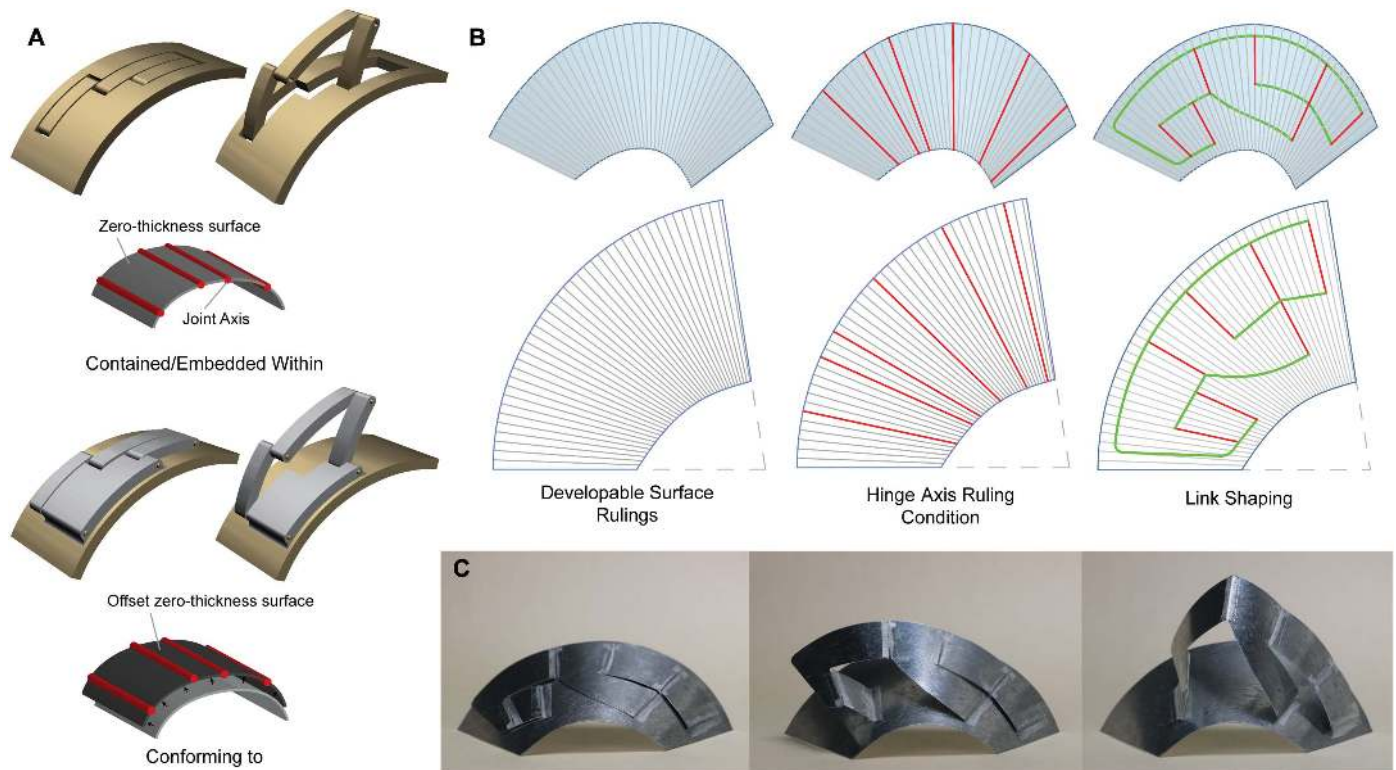 A
Zero-thickness surface
Joint Axis
Contained/Embedded Within
Offset zero-thickness surface
Conforming to
B
Developable Surface
Rulings
Hinge Axis Ruling
Condition
Link Shaping
C